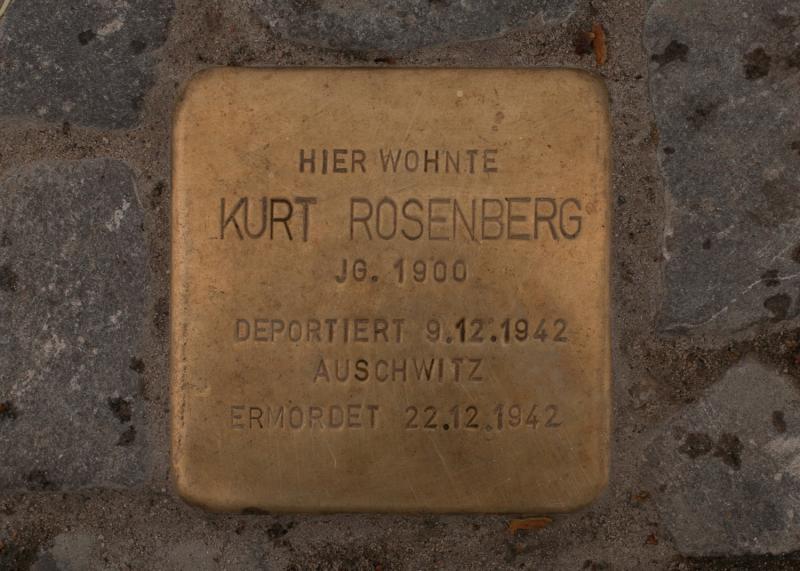 HIER WOHNTE
KURT ROSENBERG
JG. 1900
DEPORTIERT 9.12.1942
AUSCHWITZ
ERMORDET 22.12.1942